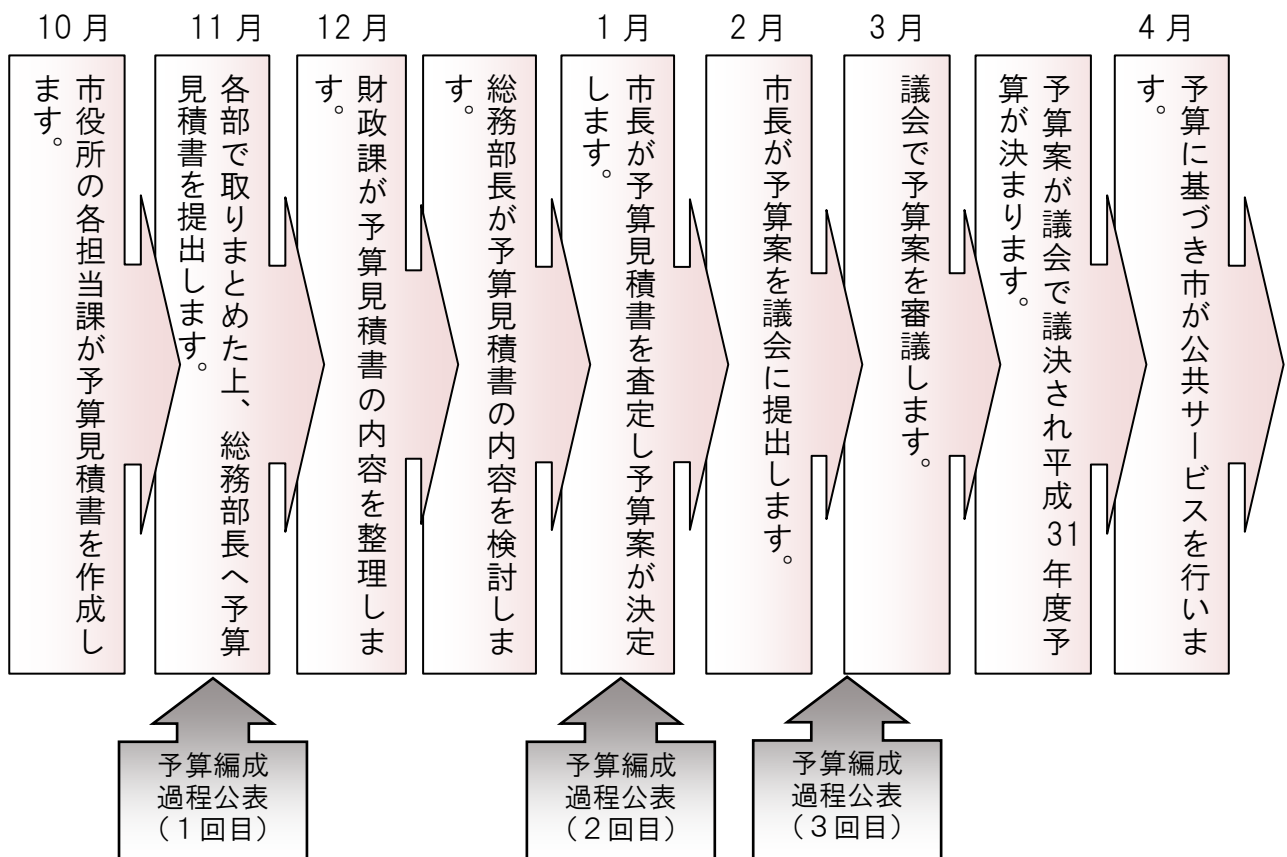 10 月
市役所の各担当課が予算見積書を作成し
ます。
11 月
各部で取りまとめた上、総務部長へ予算
見積書を提出します。
12 月
財政課が予算見積書の内容を整理しま
す。
総務部長が予算見積書の内容を検討しま
す。
1 月
市長が予算見積書を査定し予算案が決定
します。
2 月
市長が予算案を議会に提出します。
3 月
議会で予算案を審議します。
予算案が議会で議決され平成 31 年度予
算が決まります。
4 月
予算に基づき市が公共サービスを行いま
す。
予算編成
過程公表
（１回目）
予算編成
過程公表
（２回目）
予算編成
過程公表
（３回目）